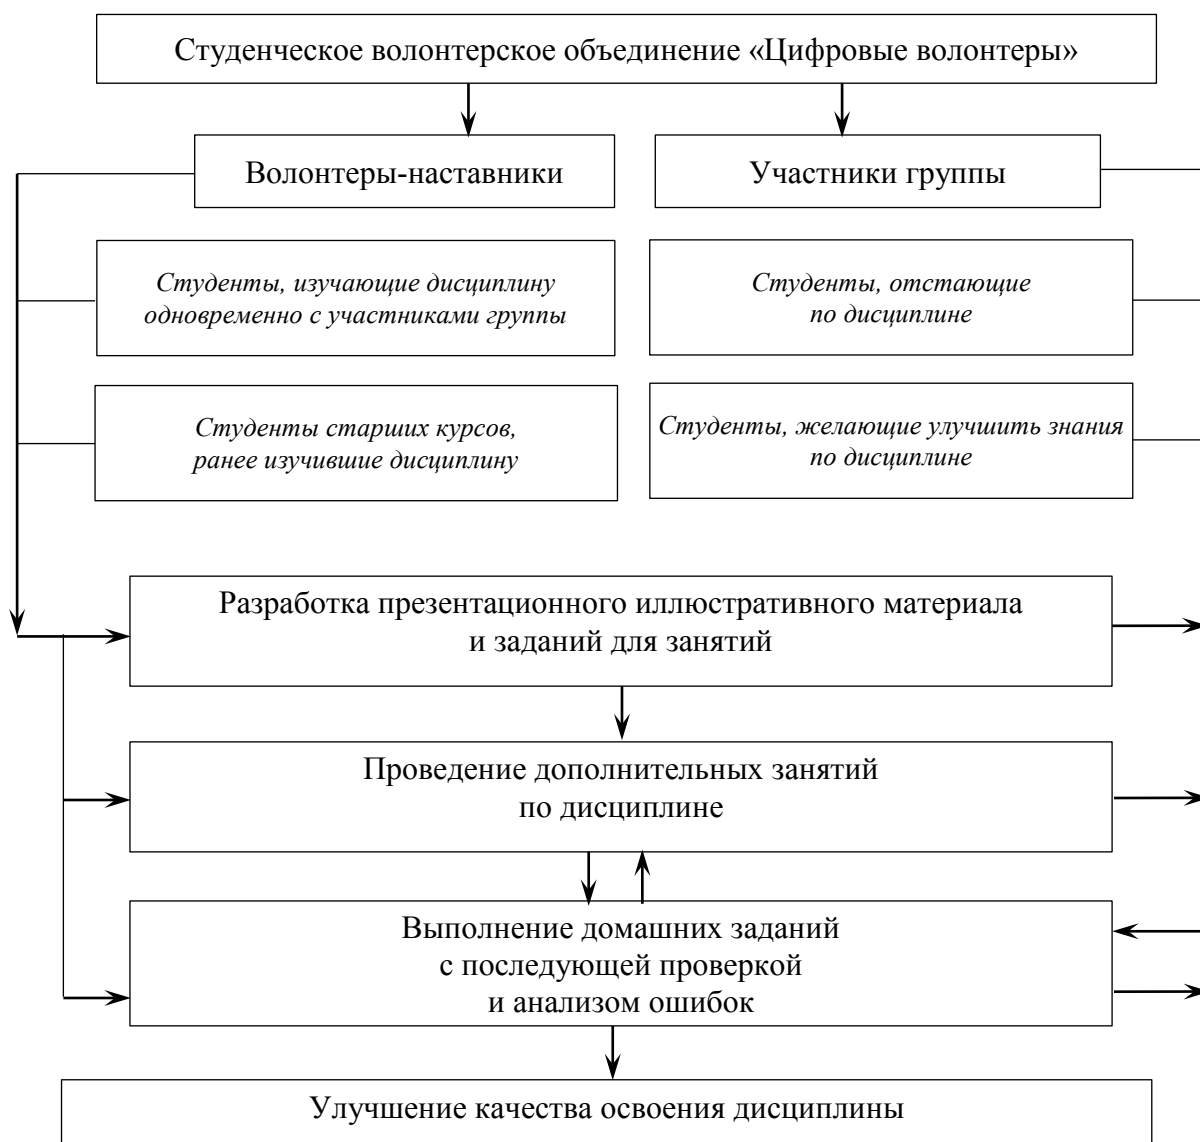 Студенческое волонтерское объединение «Цифровые волонтеры»
Волонтеры-наставники
Участники группы
Студенты, изучающие дисциплину
одновременно с участниками группы
Студенты, отстающие
по дисциплине
Студенты старших курсов,
ранее изучившие дисциплину
Студенты, желающие улучшить знания
по дисциплине
Разработка презентационного иллюстративного материала
и заданий для занятий
Проведение дополнительных занятий
по дисциплине
Выполнение домашних заданий
с последующей проверкой
и анализом ошибок
Улучшение качества освоения дисциплины